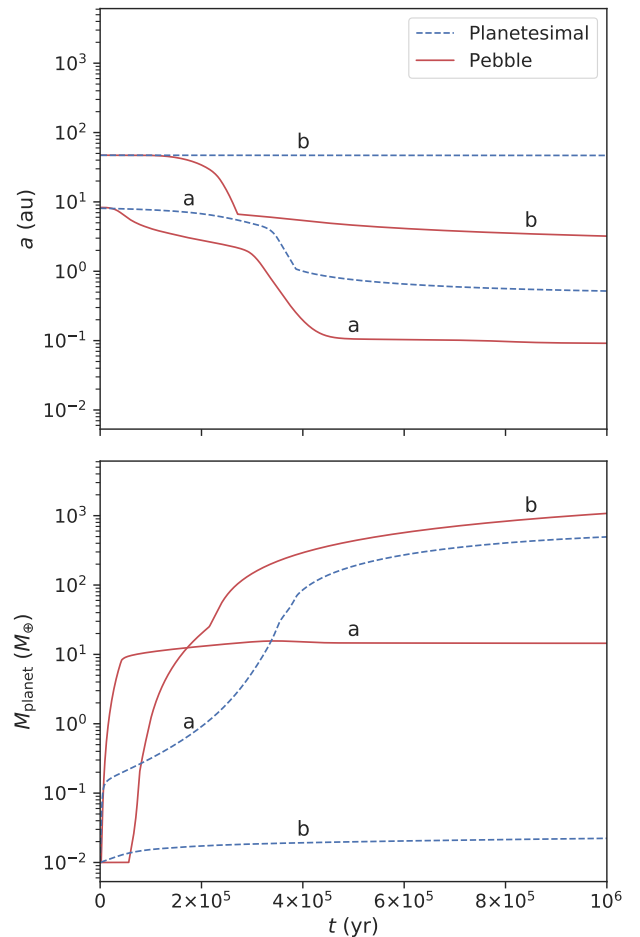 Planetesimal
Pebble
10³
10²
10¹
10⁰
10⁻¹
10⁻²
a (au)
b
a
b
a
10³
10²
10¹
10⁰
10⁻¹
10⁻²
M_planet (M_⊕)
b
a
a
b
0 2×10⁵ 4×10⁵ 6×10⁵ 8×10⁵ 10⁶
t (yr)